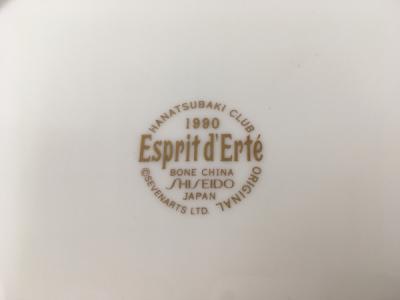 HANATSUBAKI CLUB ORIGINAL
1990
Esprit d'Erté
BONE CHINA
SHISEIDO
JAPAN
©SEVENARTS LTD.